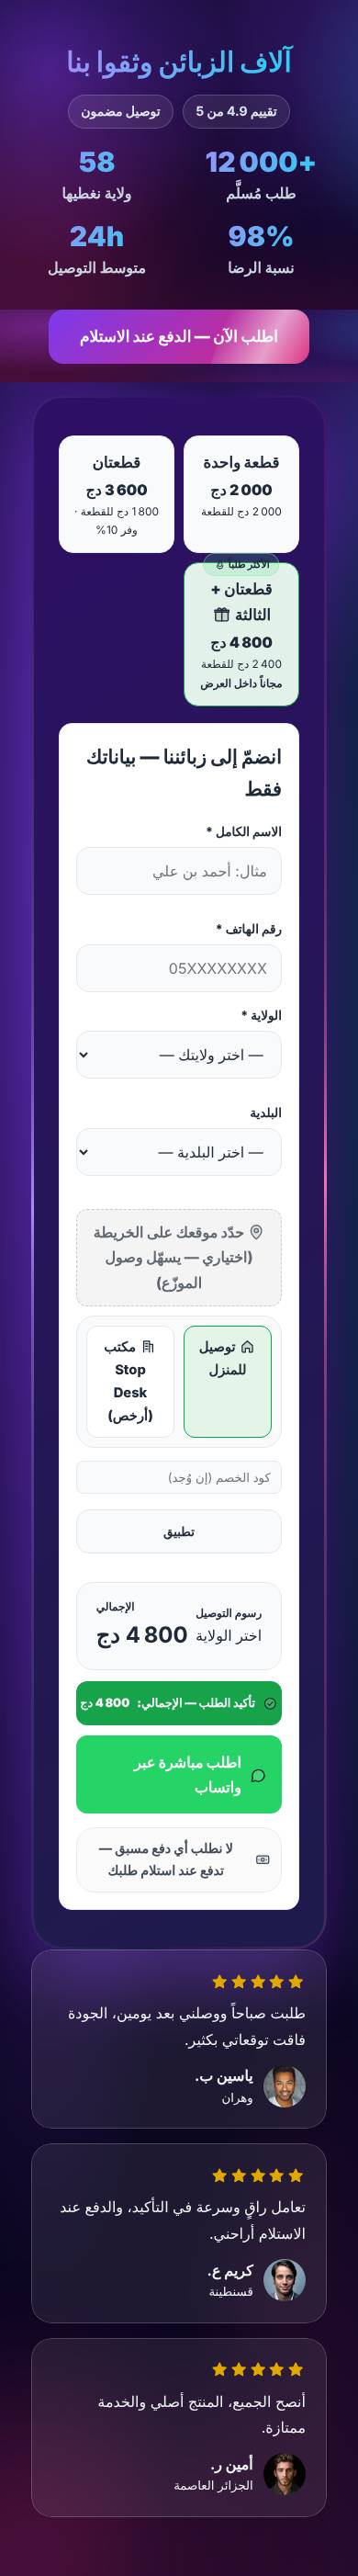 آلاف الزبائن وثقوا بنا
تقييم 4.9 من 5
توصيل مضمون
+12 000
طلب مُسلَّم
58
ولاية نغطيها
98%
نسبة الرضا
24h
متوسط التوصيل
اطلب الآن — الدفع عند الاستلام
قطعة واحدة
2 000 دج
2 000 دج للقطعة
قطعتان
3 600 دج
1 800 دج للقطعة ·
وفر 10%
الأكثر طلباً
قطعتان +
الثالثة
4 800 دج
2 400 دج للقطعة
مجاناً داخل العرض
انضمّ إلى زبائننا — بياناتك
فقط
الاسم الكامل *
مثال: أحمد بن علي
رقم الهاتف *
05XXXXXXXX
الولاية *
— اختر ولايتك —
البلدية
— اختر البلدية —
حدّد موقعك على الخريطة
(اختياري — يسهّل وصول
الموزّع)
توصيل
للمنزل
مكتب
Stop
Desk
(أرخص)
كود الخصم (إن وُجد)
تطبيق
رسوم التوصيل
اختر الولاية
الإجمالي
4 800 دج
تأكيد الطلب — الإجمالي: 4 800 دج
اطلب مباشرة عبر
واتساب
لا نطلب أي دفع مسبق —
تدفع عند استلام طلبك
طلبت صباحاً ووصلني بعد يومين، الجودة
فاقت توقعاتي بكثير.
ياسين ب.
وهران
تعامل راقٍ وسرعة في التأكيد، والدفع عند
الاستلام أراحني.
كريم ع.
قسنطينة
أنصح الجميع، المنتج أصلي والخدمة
ممتازة.
أمين ر.
الجزائر العاصمة